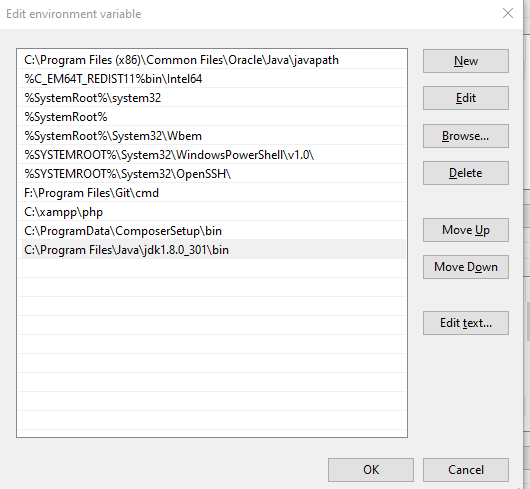 Edit environment variable
C:\Program Files (x86)\Common Files\Oracle\Java\javapath
%C_EM64T_REDIST11%bin\Intel64
%SystemRoot%\system32
%SystemRoot%
%SystemRoot%\System32\Wbem
%SYSTEMROOT%\System32\WindowsPowerShell\v1.0\
%SYSTEMROOT%\System32\OpenSSH\
F:\Program Files\Git\cmd
C:\xampp\php
C:\ProgramData\ComposerSetup\bin
C:\Program Files\Java\jdk1.8.0_301\bin
New
Edit
Browse...
Delete
Move Up
Move Down
Edit text...
OK
Cancel